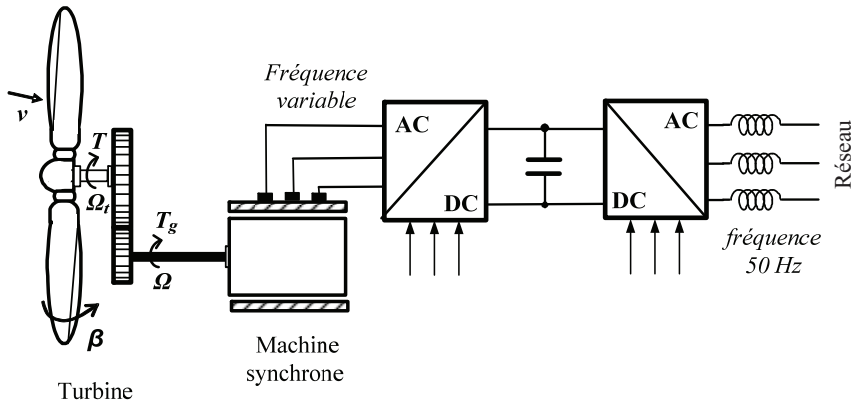 Fréquence
variable
v
T
Ωt
Tg
Ω
β
AC
DC
AC
DC
Réseau
fréquence
50 Hz
Machine
synchrone
Turbine